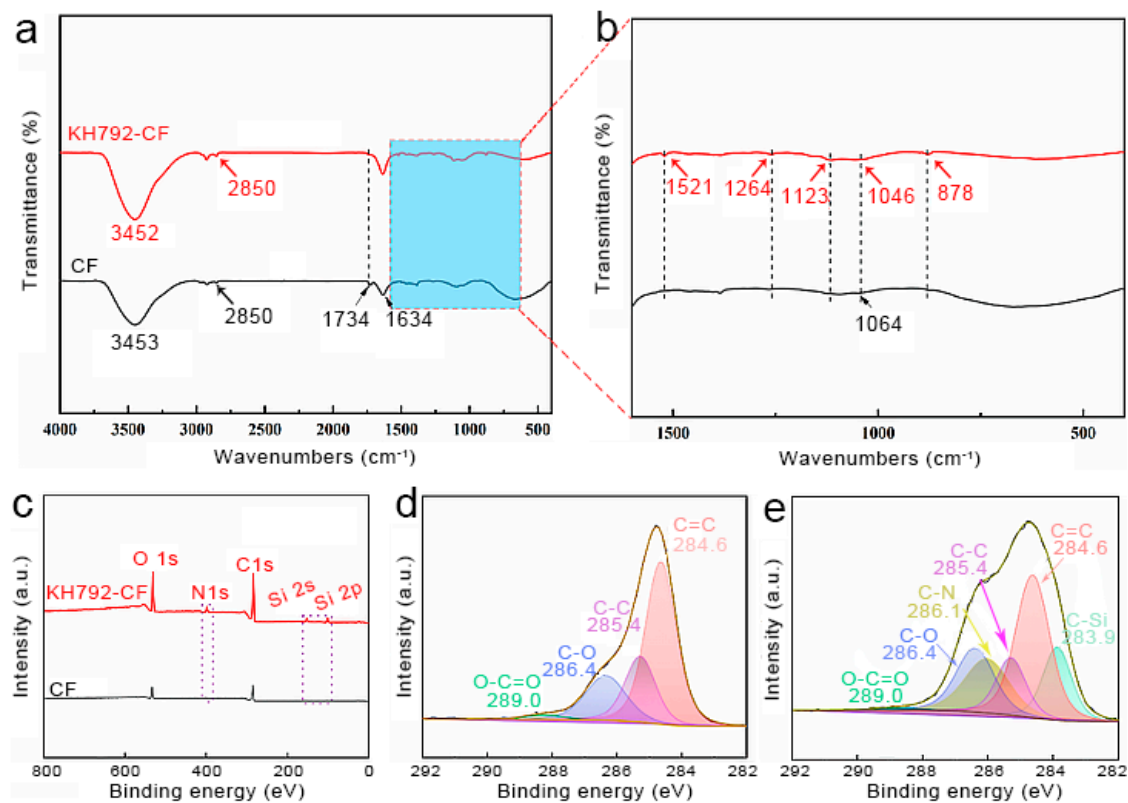 a
Transmittance (%)
KH792-CF
2850
3452
CF
3453
2850
1734
1634
4000 3500 3000 2500 2000 1500 1000 500
Wavenumbers (cm⁻¹)
b
Transmittance (%)
1521
1264
1123
1046
878
1064
1500 1000 500
Wavenumbers (cm⁻¹)
c
Intensity (a.u.)
O 1s
C1s
KH792-CF
N1s
Si 2s
Si 2p
CF
800 600 400 200 0
Binding energy (eV)
d
Intensity (a.u.)
C=C
284.6
C-C
285.4
C-O
286.4
O-C=O
289.0
292 290 288 286 284 282
Binding energy (eV)
e
Intensity (a.u.)
C=C
284.6
C-C
285.4
C-N
286.1
C-Si
283.9
C-O
286.4
O-C=O
289.0
292 290 288 286 284 282
Binding energy (eV)